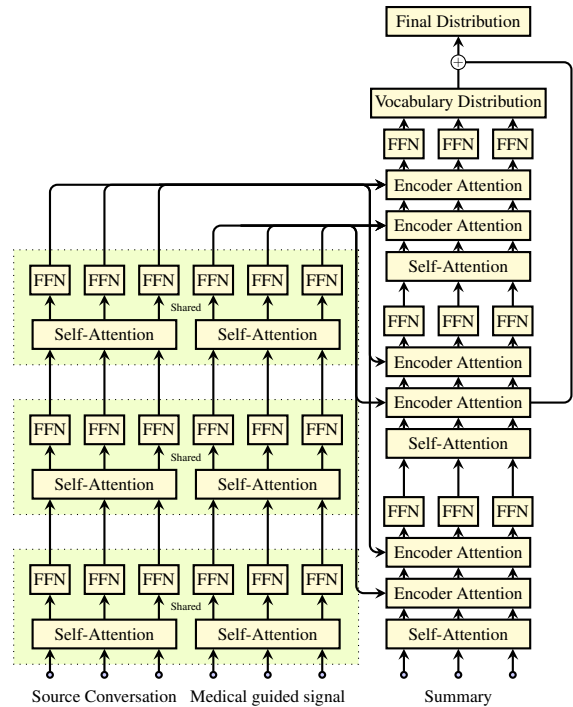 Final Distribution
+
Vocabulary Distribution
FFN FFN FFN
Encoder Attention
Encoder Attention
Self-Attention
FFN FFN FFN FFN FFN FFN
Shared
Self-Attention Self-Attention
FFN FFN FFN
Encoder Attention
Encoder Attention
Self-Attention
FFN FFN FFN FFN FFN FFN
Shared
Self-Attention Self-Attention
FFN FFN FFN
Encoder Attention
Encoder Attention
Self-Attention
FFN FFN FFN FFN FFN FFN
Shared
Self-Attention Self-Attention
Source Conversation Medical guided signal Summary